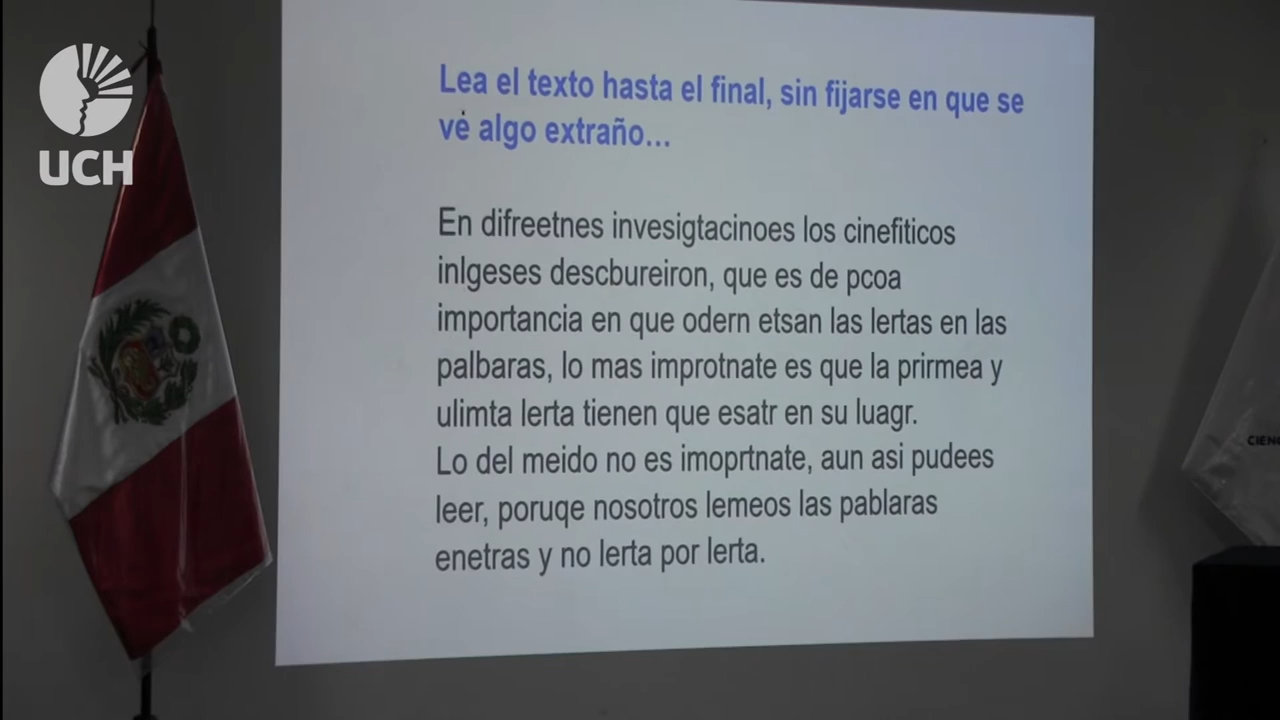 UCH
Lea el texto hasta el final, sin fijarse en que se
ve algo extraño...
En difreetnes invesigtacinoes los cinefiticos
inlgeses descbureiron, que es de pcoa
importancia en que odern etsan las lertas en las
palbaras, lo mas improtnate es que la prirmea y
ulimta lerta tienen que esatr en su luagr.
Lo del meido no es imoprtnate, aun asi pudees
leer, poruqe nosotros lemeos las pablaras
enetras y no lerta por lerta.